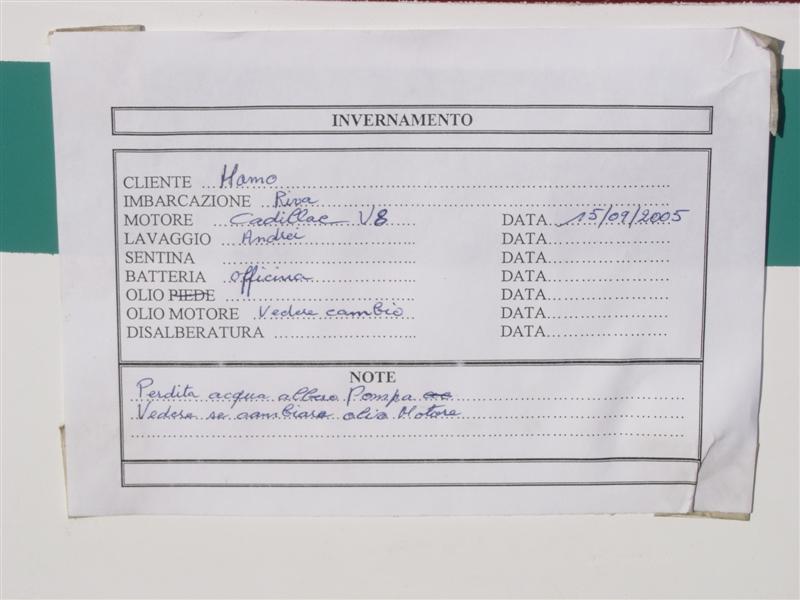 INVERNAMENTO
CLIENTE Hamo
IMBARCAZIONE Riva
MOTORE Cadillac V8 DATA 15/09/2005
LAVAGGIO Andrei DATA
SENTINA DATA
BATTERIA officina DATA
OLIO PIEDE DATA
OLIO MOTORE Vedere cambio DATA
DISALBERATURA DATA
NOTE
Perdita acqua albero Pompa
Vedere se cambiare olio Motore